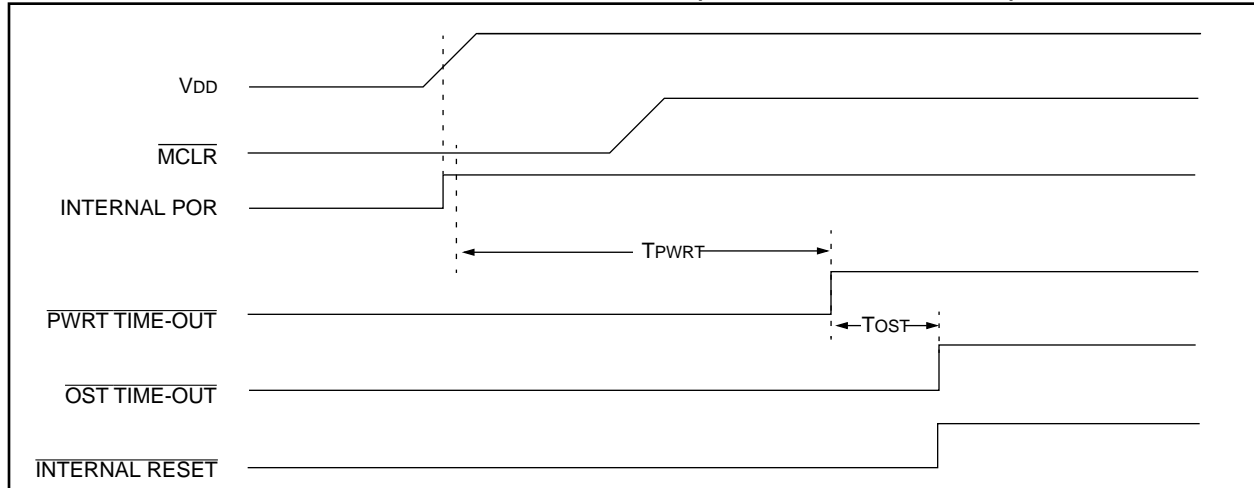 VDD
MCLR
INTERNAL POR
TPWRT
PWRT TIME-OUT
TOST
OST TIME-OUT
INTERNAL RESET